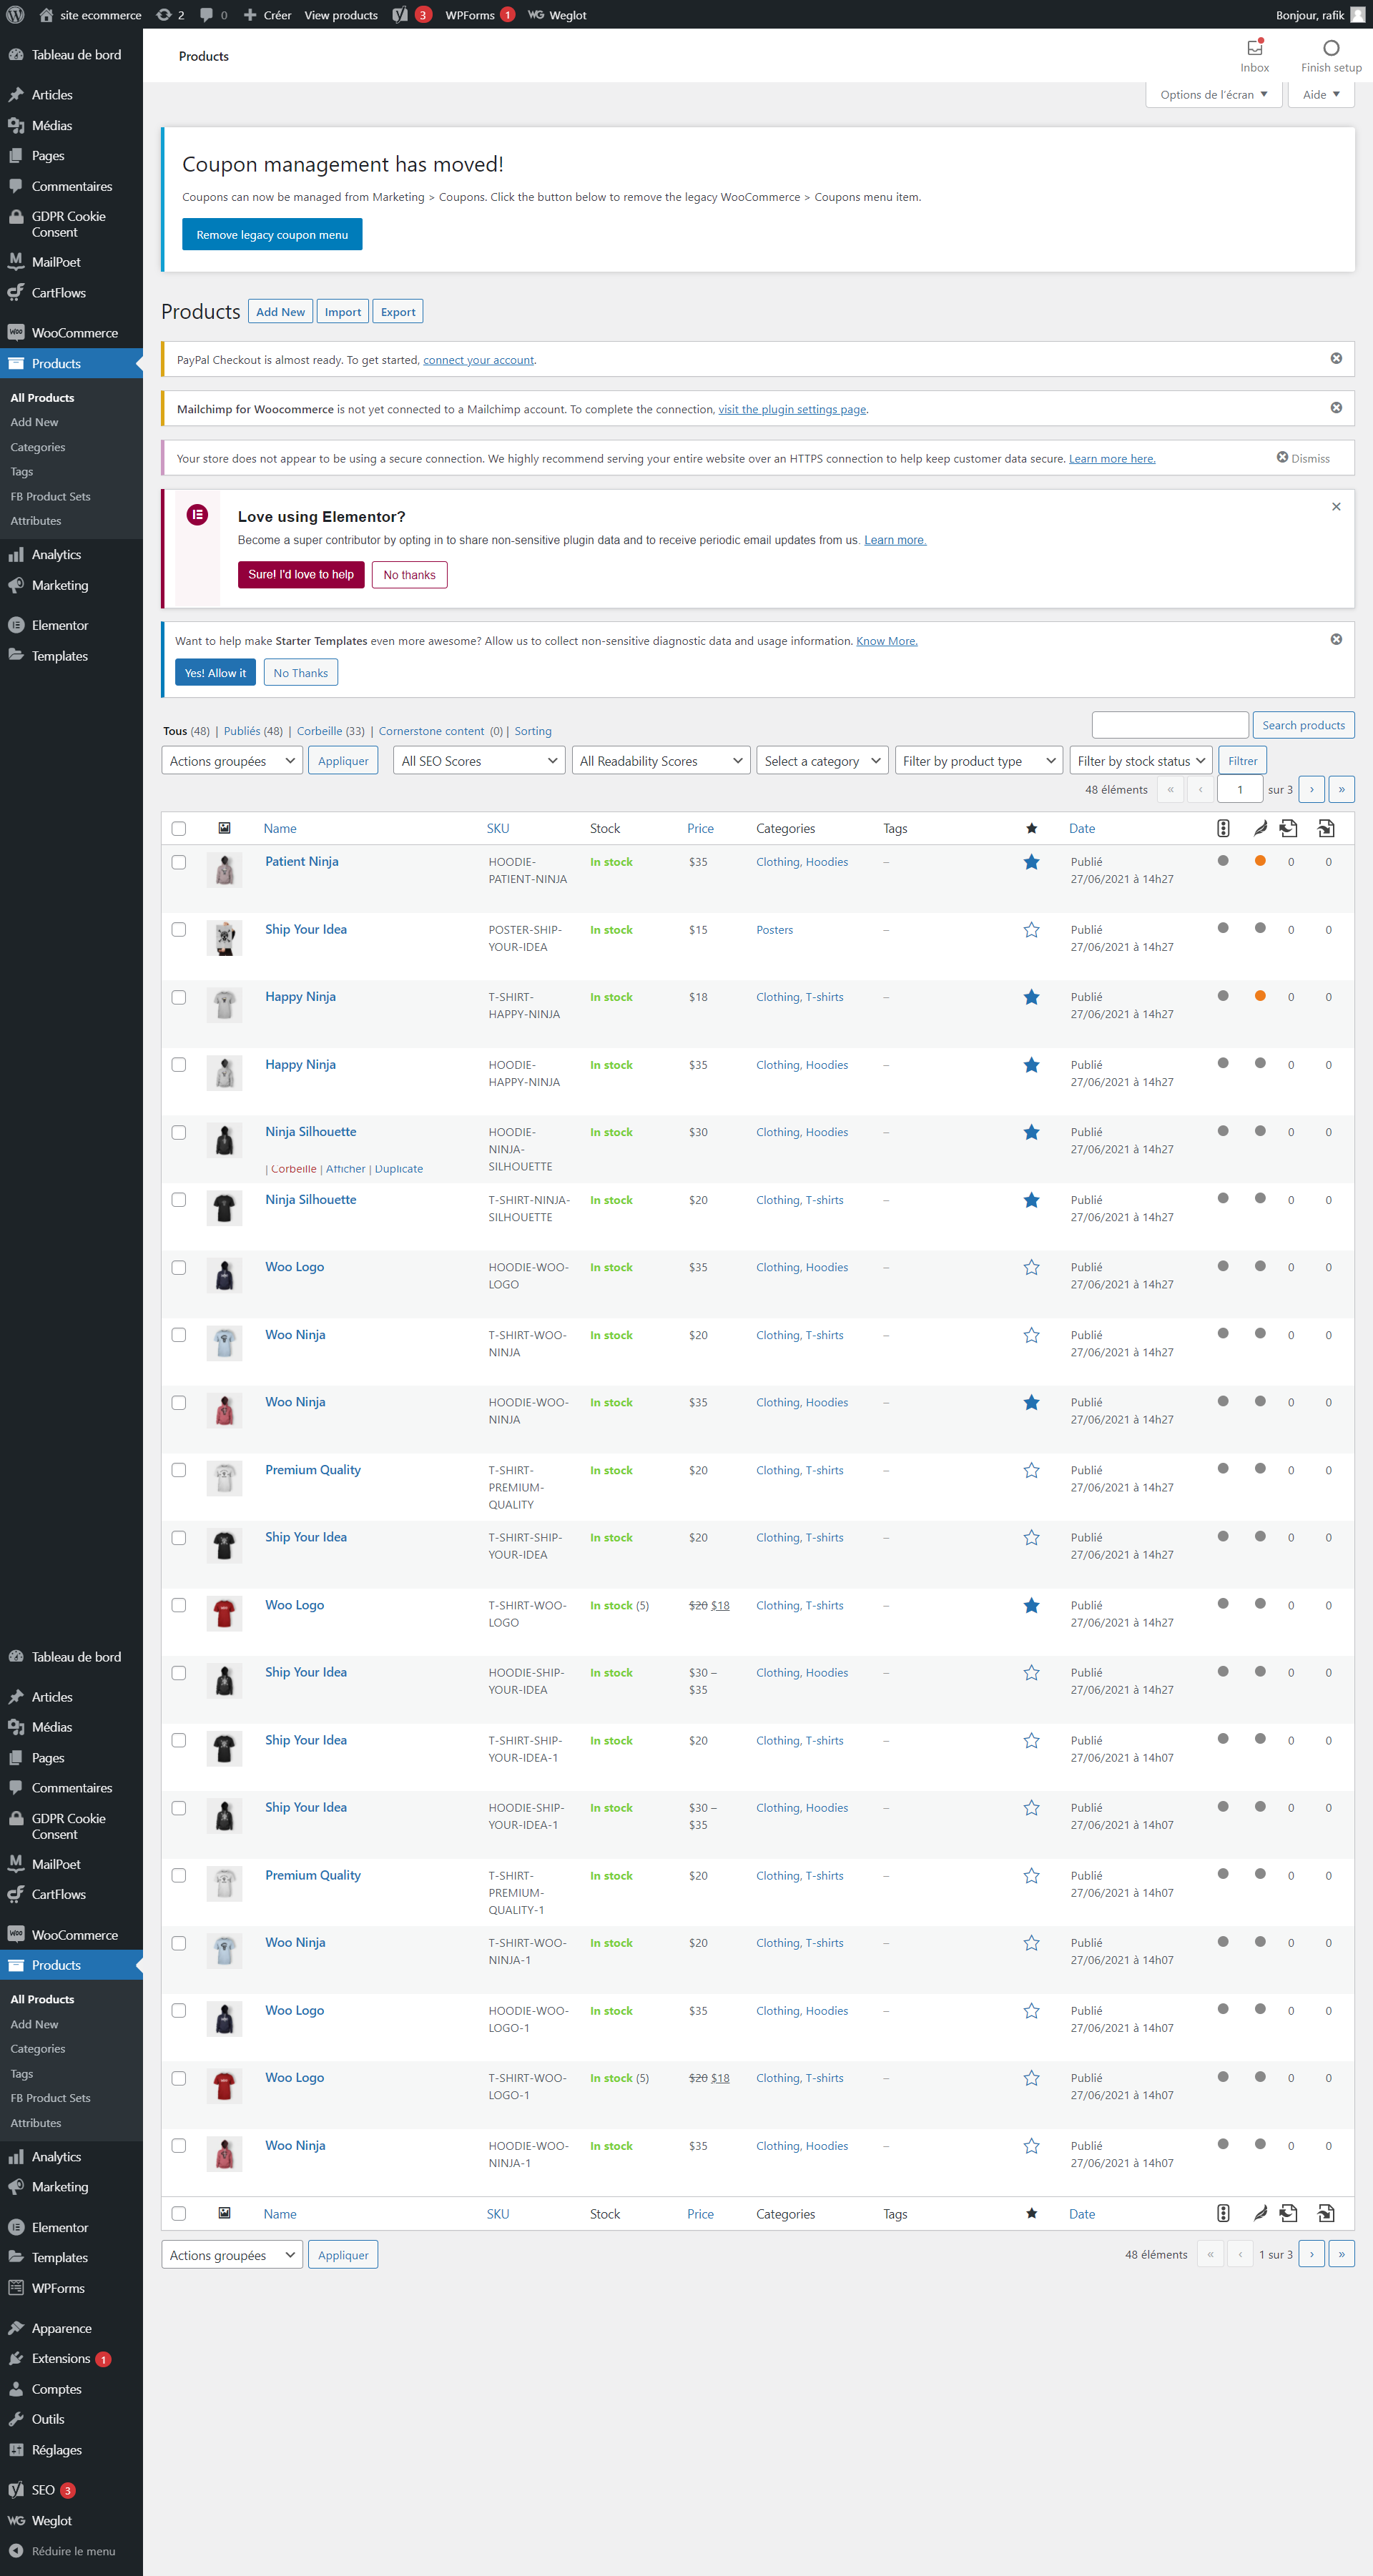 site ecommerce 2 0 Créer View products 3 WPForms 1 Weglot Bonjour, rafik
Tableau de bord
Articles
Médias
Pages
Commentaires
GDPR Cookie
Consent
MailPoet
CartFlows
WooCommerce
Products
All Products
Add New
Categories
Tags
FB Product Sets
Attributes
Analytics
Marketing
Elementor
Templates
Products
Inbox Finish setup
Options de l'écran ▼ Aide ▼
Coupon management has moved!
Coupons can now be managed from Marketing > Coupons. Click the button below to remove the legacy WooCommerce > Coupons menu item.
Remove legacy coupon menu
Products Add New Import Export
PayPal Checkout is almost ready. To get started, connect your account.
Mailchimp for Woocommerce is not yet connected to a Mailchimp account. To complete the connection, visit the plugin settings page.
Your store does not appear to be using a secure connection. We highly recommend serving your entire website over an HTTPS connection to help keep customer data secure. Learn more here. Dismiss
Love using Elementor?
Become a super contributor by opting in to share non-sensitive plugin data and to receive periodic email updates from us. Learn more.
Sure! I'd love to help No thanks
Want to help make Starter Templates even more awesome? Allow us to collect non-sensitive diagnostic data and usage information. Know More.
Yes! Allow it No Thanks
Tous (48) | Publiés (48) | Corbeille (33) | Cornerstone content (0) | Sorting
Search products
Actions groupées Appliquer All SEO Scores All Readability Scores Select a category Filter by product type Filter by stock status Filtrer
48 éléments « ‹ 1 sur 3 › »
Name SKU Stock Price Categories Tags Date
Patient Ninja HOODIE- In stock $35 Clothing, Hoodies – Publié 0 0
PATIENT-NINJA 27/06/2021 à 14h27
Ship Your Idea POSTER-SHIP- In stock $15 Posters – Publié 0 0
YOUR-IDEA 27/06/2021 à 14h27
Happy Ninja T-SHIRT- In stock $18 Clothing, T-shirts – Publié 0 0
HAPPY-NINJA 27/06/2021 à 14h27
Happy Ninja HOODIE- In stock $35 Clothing, Hoodies – Publié 0 0
HAPPY-NINJA 27/06/2021 à 14h27
Ninja Silhouette HOODIE- In stock $30 Clothing, Hoodies – Publié 0 0
NINJA- 27/06/2021 à 14h27
| Corbeille | Afficher | Duplicate SILHOUETTE
Ninja Silhouette T-SHIRT-NINJA- In stock $20 Clothing, T-shirts – Publié 0 0
SILHOUETTE 27/06/2021 à 14h27
Woo Logo HOODIE-WOO- In stock $35 Clothing, Hoodies – Publié 0 0
LOGO 27/06/2021 à 14h27
Woo Ninja T-SHIRT-WOO- In stock $20 Clothing, T-shirts – Publié 0 0
NINJA 27/06/2021 à 14h27
Woo Ninja HOODIE-WOO- In stock $35 Clothing, Hoodies – Publié 0 0
NINJA 27/06/2021 à 14h27
Premium Quality T-SHIRT- In stock $20 Clothing, T-shirts – Publié 0 0
PREMIUM- 27/06/2021 à 14h27
QUALITY
Ship Your Idea T-SHIRT-SHIP- In stock $20 Clothing, T-shirts – Publié 0 0
YOUR-IDEA 27/06/2021 à 14h27
Woo Logo T-SHIRT-WOO- In stock (5) $20 $18 Clothing, T-shirts – Publié 0 0
LOGO 27/06/2021 à 14h27
Ship Your Idea HOODIE-SHIP- In stock $30 – Clothing, Hoodies – Publié 0 0
YOUR-IDEA $35 27/06/2021 à 14h27
Ship Your Idea T-SHIRT-SHIP- In stock $20 Clothing, T-shirts – Publié 0 0
YOUR-IDEA-1 27/06/2021 à 14h07
Ship Your Idea HOODIE-SHIP- In stock $30 – Clothing, Hoodies – Publié 0 0
YOUR-IDEA-1 $35 27/06/2021 à 14h07
Premium Quality T-SHIRT- In stock $20 Clothing, T-shirts – Publié 0 0
PREMIUM- 27/06/2021 à 14h07
QUALITY-1
Woo Ninja T-SHIRT-WOO- In stock $20 Clothing, T-shirts – Publié 0 0
NINJA-1 27/06/2021 à 14h07
Woo Logo HOODIE-WOO- In stock $35 Clothing, Hoodies – Publié 0 0
LOGO-1 27/06/2021 à 14h07
Woo Logo T-SHIRT-WOO- In stock (5) $20 $18 Clothing, T-shirts – Publié 0 0
LOGO-1 27/06/2021 à 14h07
Woo Ninja HOODIE-WOO- In stock $35 Clothing, Hoodies – Publié 0 0
NINJA-1 27/06/2021 à 14h07
Name SKU Stock Price Categories Tags Date
Actions groupées Appliquer 48 éléments « ‹ 1 sur 3 › »
Tableau de bord
Articles
Médias
Pages
Commentaires
GDPR Cookie
Consent
MailPoet
CartFlows
WooCommerce
Products
All Products
Add New
Categories
Tags
FB Product Sets
Attributes
Analytics
Marketing
Elementor
Templates
WPForms
Apparence
Extensions 1
Comptes
Outils
Réglages
SEO 3
Weglot
Réduire le menu